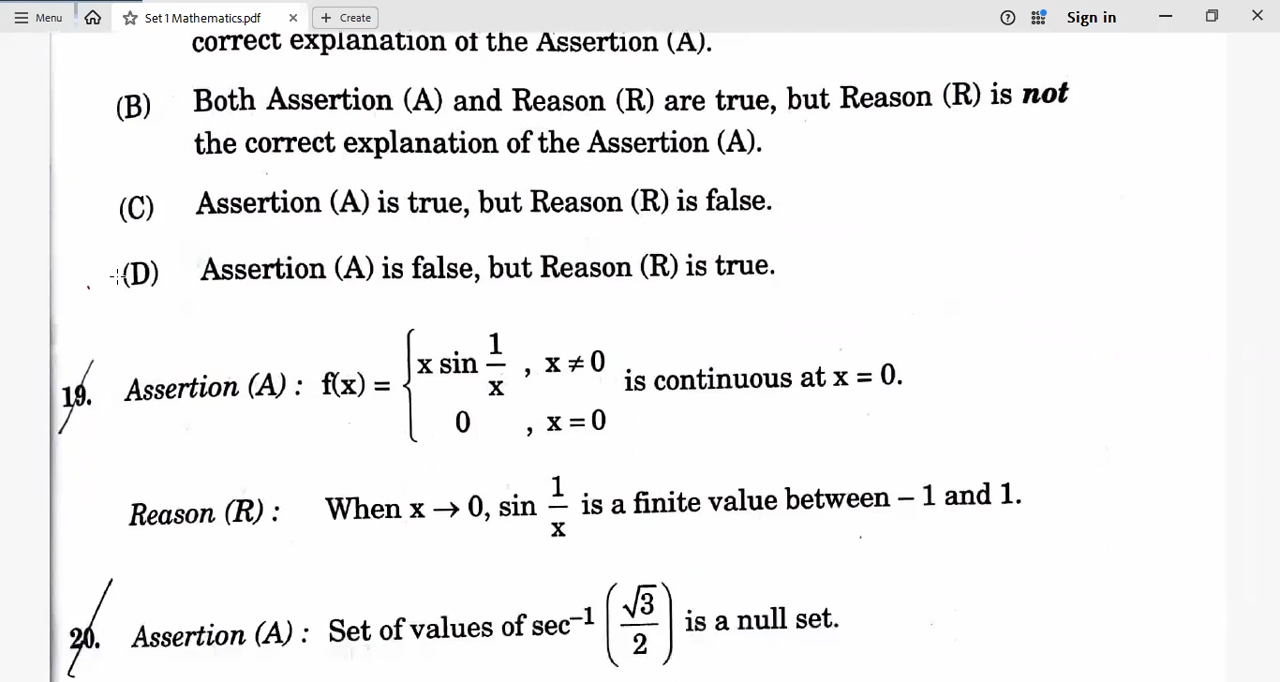 Menu
Set 1 Mathematics.pdf
+ Create
Sign in
correct explanation of the Assertion (A).
(B) Both Assertion (A) and Reason (R) are true, but Reason (R) is not
the correct explanation of the Assertion (A).
(C) Assertion (A) is true, but Reason (R) is false.
(D) Assertion (A) is false, but Reason (R) is true.
19. Assertion (A) : f(x) = { x sin 1/x , x ≠ 0 is continuous at x = 0.
0 , x = 0
Reason (R) : When x → 0, sin 1/x is a finite value between – 1 and 1.
20. Assertion (A) : Set of values of sec⁻¹ (√3/2) is a null set.